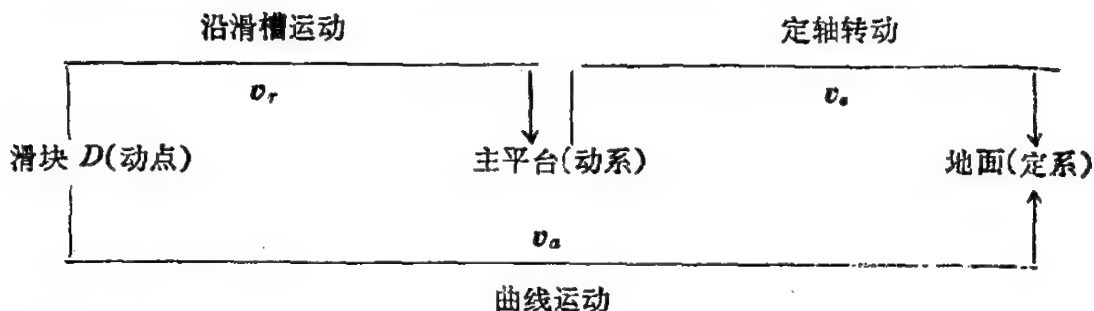 沿滑槽运动 定轴转动
v_r v_e
滑块 D(动点) 主平台(动系) 地面(定系)
v_a
曲线运动